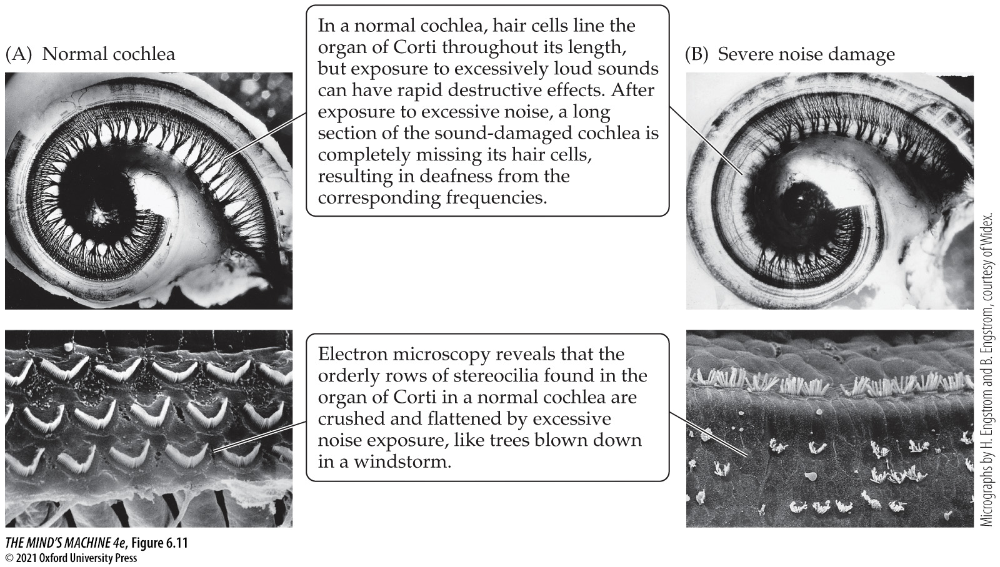 (A) Normal cochlea
In a normal cochlea, hair cells line the
organ of Corti throughout its length,
but exposure to excessively loud sounds
can have rapid destructive effects. After
exposure to excessive noise, a long
section of the sound-damaged cochlea is
completely missing its hair cells,
resulting in deafness from the
corresponding frequencies.
(B) Severe noise damage
Electron microscopy reveals that the
orderly rows of stereocilia found in the
organ of Corti in a normal cochlea are
crushed and flattened by excessive
noise exposure, like trees blown down
in a windstorm.
Micrographs by H. Engstrom and B. Engstrom, courtesy of Widex.
THE MIND'S MACHINE 4e, Figure 6.11
© 2021 Oxford University Press